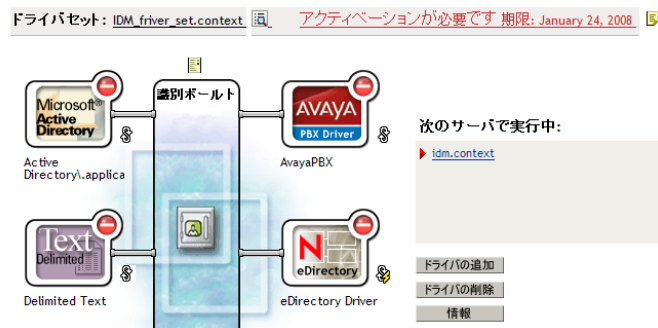 ドライバセット: IDM_friver_set.context アクティベーションが必要です 期限: January 24, 2008
識別ボールト
Microsoft®
Active
Directory
Active
Directory\.applica
AVAYA
PBX Driver
AvayaPBX
次のサーバで実行中:
idm.context
Text
Delimited
Delimited Text
N
eDirectory
eDirectory Driver
ドライバの追加
ドライバの削除
情報